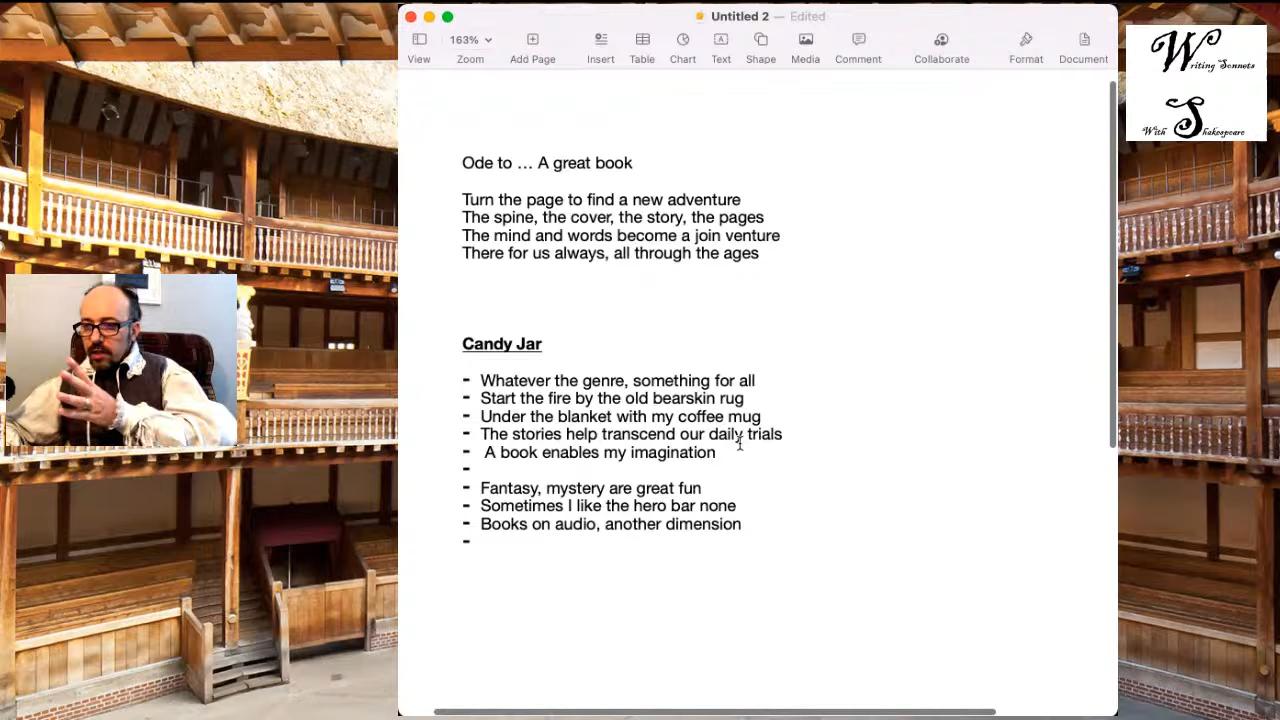 Untitled 2 — Edited
163%
View Zoom Add Page Insert Table Chart Text Shape Media Comment Collaborate Format Document
Writing Sonnets
With Shakespeare
Ode to … A great book
Turn the page to find a new adventure
The spine, the cover, the story, the pages
The mind and words become a join venture
There for us always, all through the ages
Candy Jar
- Whatever the genre, something for all
- Start the fire by the old bearskin rug
- Under the blanket with my coffee mug
- The stories help transcend our daily trials
- A book enables my imagination
-
- Fantasy, mystery are great fun
- Sometimes I like the hero bar none
- Books on audio, another dimension
-